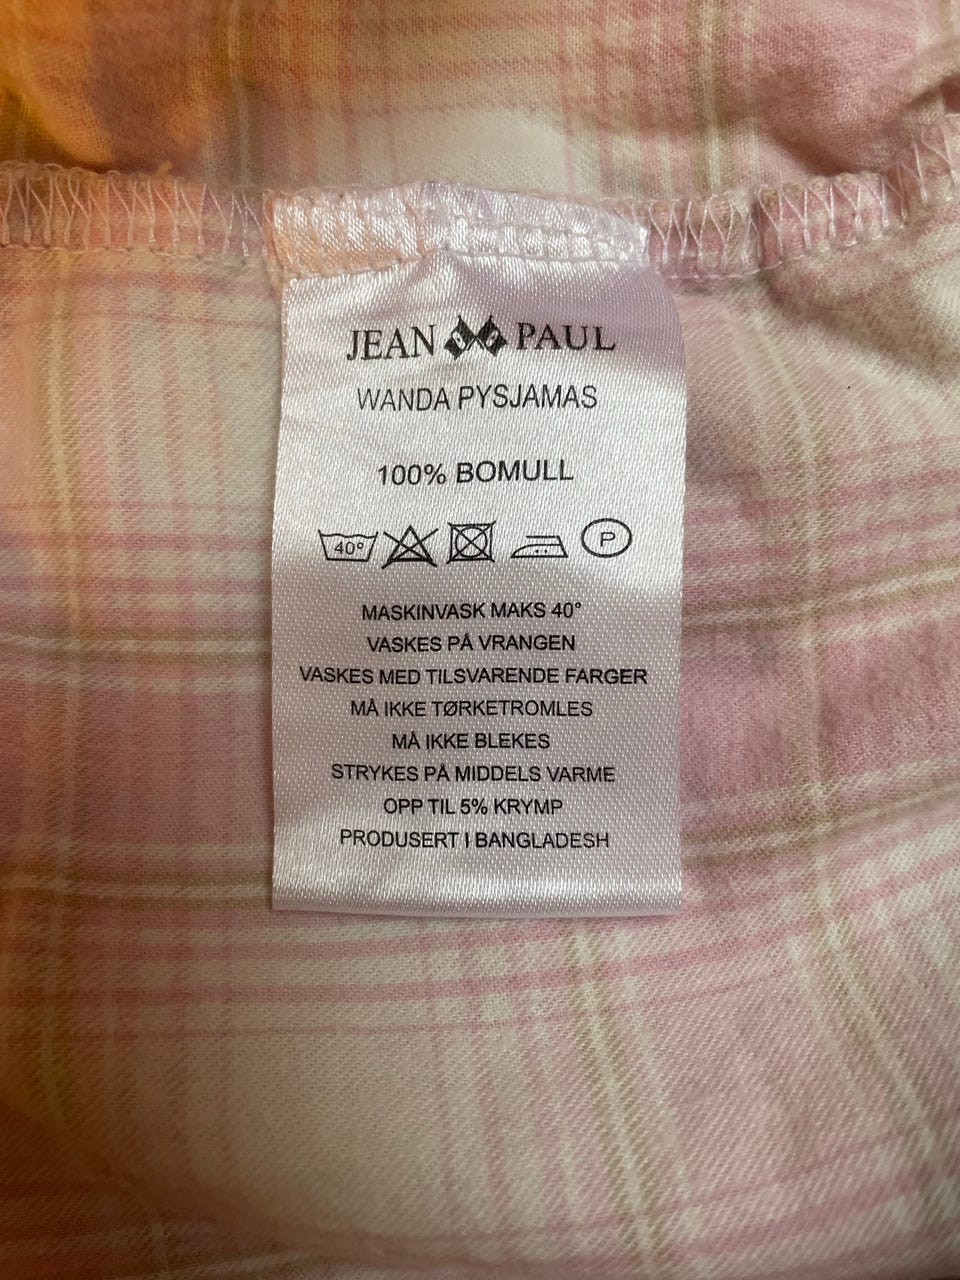 JEAN PAUL
WANDA PYSJAMAS
100% BOMULL
40° P
MASKINVASK MAKS 40°
VASKES PÅ VRANGEN
VASKES MED TILSVARENDE FARGER
MÅ IKKE TØRKETROMLES
MÅ IKKE BLEKES
STRYKES PÅ MIDDELS VARME
OPP TIL 5% KRYMP
PRODUSERT I BANGLADESH